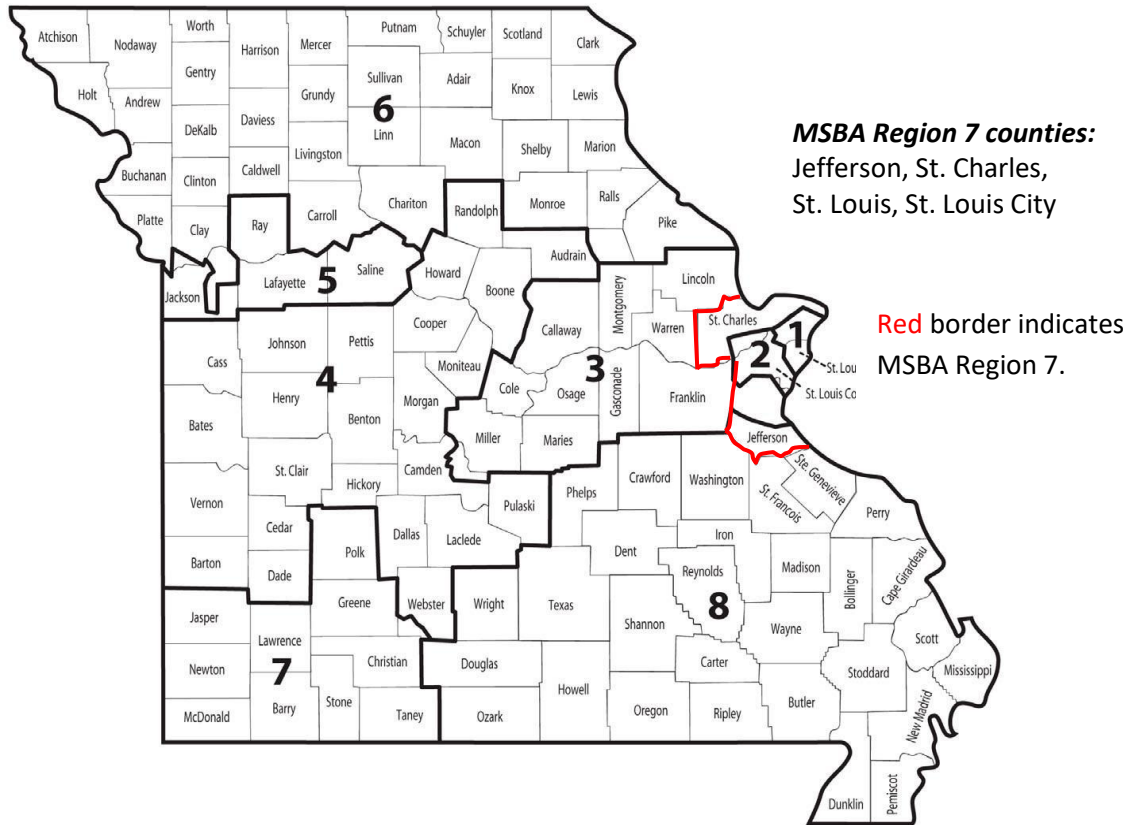 Atchison
Nodaway
Worth
Gentry
Harrison
Mercer
Putnam
Schuyler
Scotland
Clark
Holt
Andrew
DeKalb
Daviess
Grundy
Sullivan
6
Linn
Adair
Knox
Lewis
Buchanan
Clinton
Caldwell
Livingston
Macon
Shelby
Marion
Platte
Clay
Ray
Carroll
Chariton
Randolph
Monroe
Ralls
Pike
Jackson
Lafayette
5
Saline
Howard
Boone
Audrain
Callaway
Montgomery
Lincoln
Warren
St. Charles
1
2
St. Lou
St. Louis Co
Cass
Johnson
Pettis
Cooper
Moniteau
4
Henry
Benton
Morgan
Cole
3
Osage
Gasconade
Franklin
Jefferson
Bates
St. Clair
Hickory
Camden
Miller
Maries
Vernon
Cedar
Dallas
Laclede
Pulaski
Phelps
Crawford
Washington
St. Francois
Ste. Genevieve
Perry
Barton
Dade
Polk
Greene
Webster
Wright
Texas
Dent
Iron
Reynolds
8
Madison
Bollinger
Cape Girardeau
Jasper
Lawrence
7
Newton
McDonald
Barry
Stone
Christian
Taney
Douglas
Ozark
Howell
Shannon
Oregon
Carter
Ripley
Wayne
Butler
Stoddard
Scott
Mississippi
New Madrid
Dunklin
Pemiscot
MSBA Region 7 counties:
Jefferson, St. Charles,
St. Louis, St. Louis City
Red border indicates
MSBA Region 7.